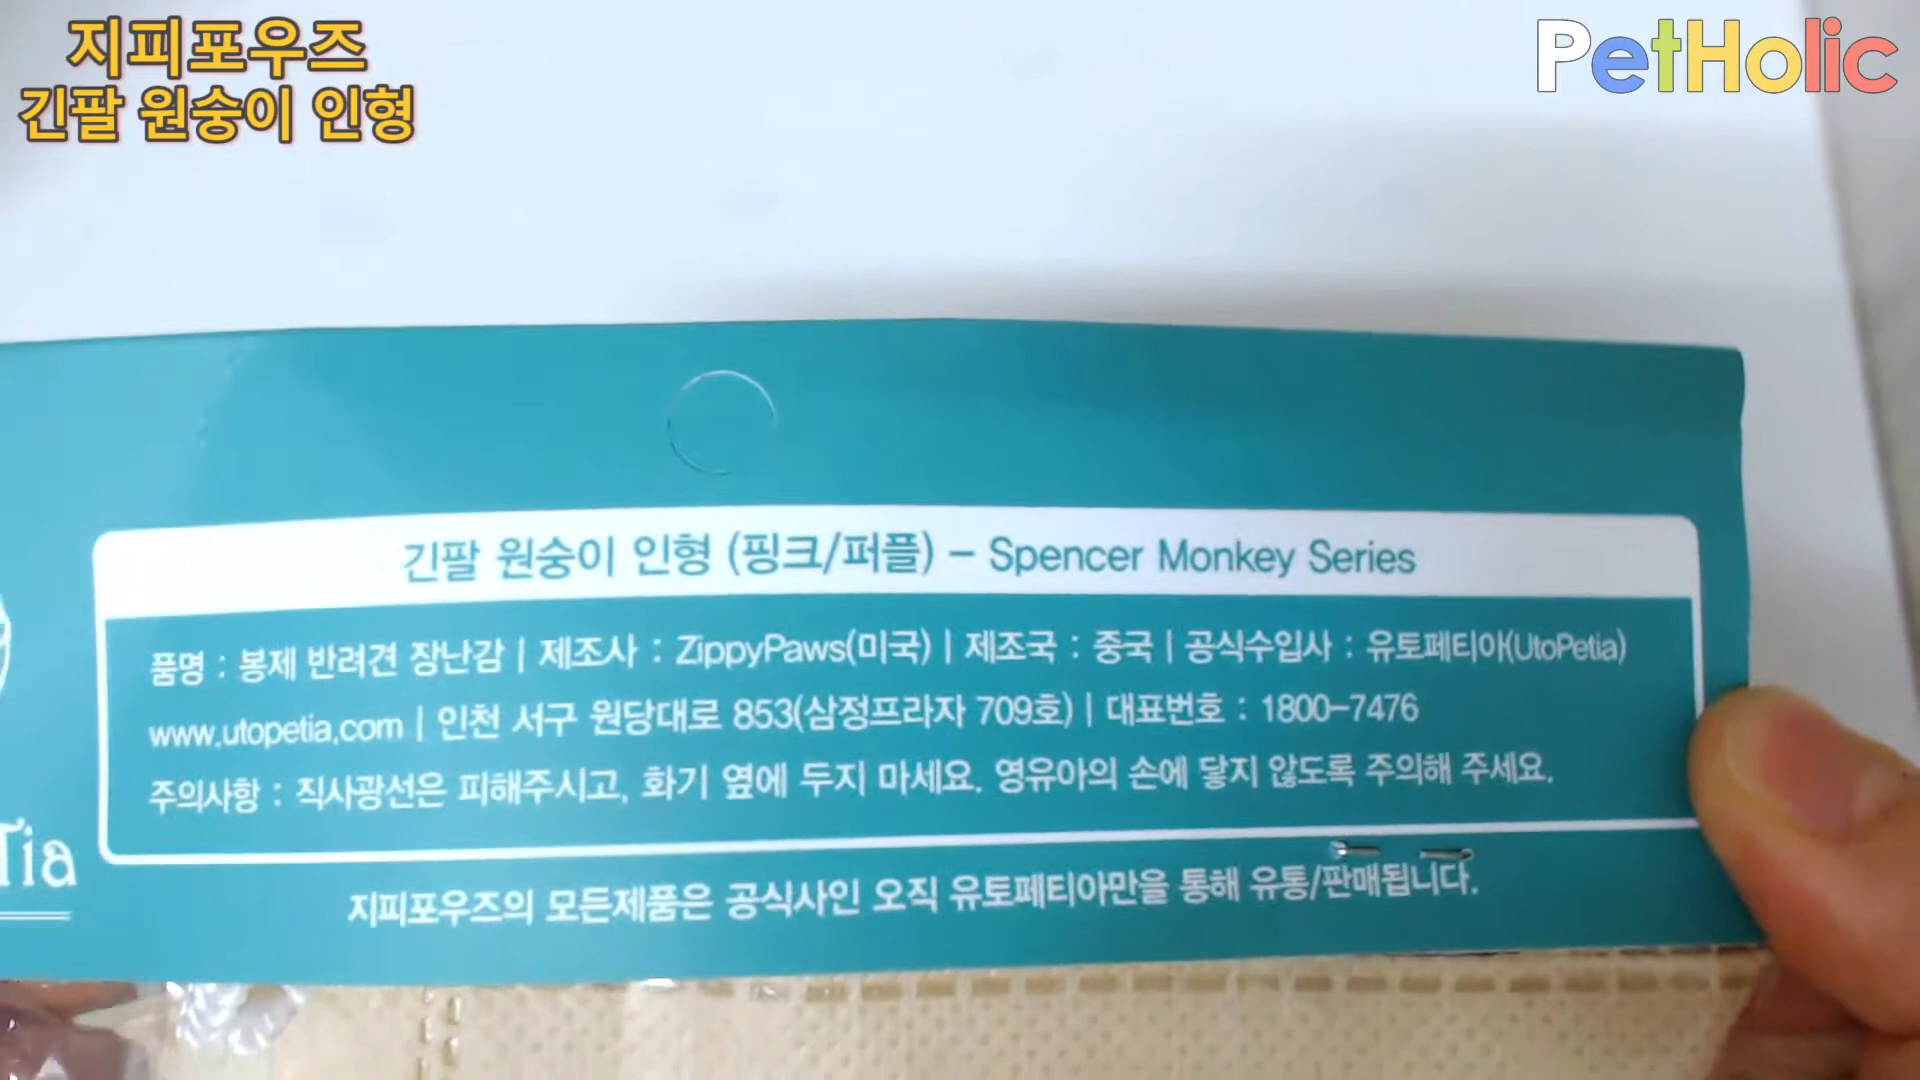 지피포우즈
긴팔 원숭이 인형
PetHolic
긴팔 원숭이 인형 (핑크/퍼플) - Spencer Monkey Series
품명 : 봉제 반려견 장난감 | 제조사 : ZippyPaws(미국) | 제조국 : 중국 | 공식수입사 : 유토페티아(UtoPetia)
www.utopetia.com | 인천 서구 원당대로 853(삼정프라자 709호) | 대표번호 : 1800-7476
주의사항 : 직사광선은 피해주시고, 화기 옆에 두지 마세요. 영유아의 손에 닿지 않도록 주의해 주세요.
Tia
지피포우즈의 모든제품은 공식사인 오직 유토페티아만을 통해 유통/판매됩니다.